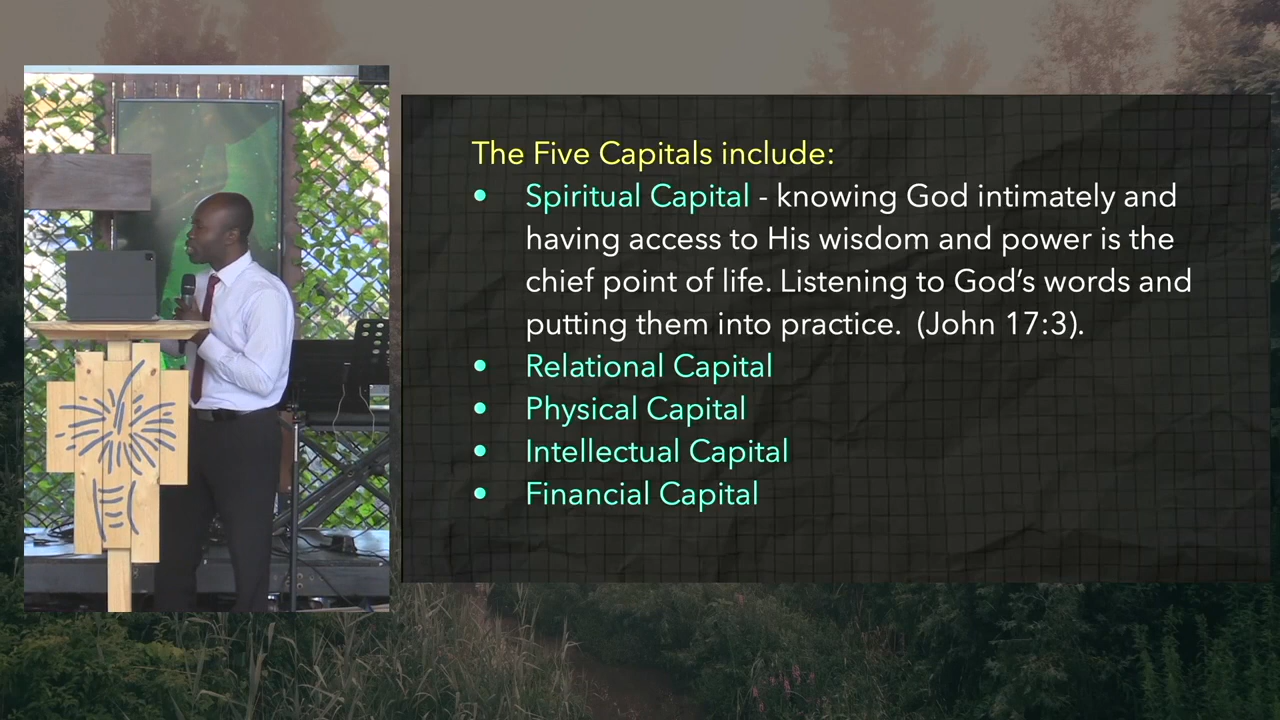 The Five Capitals include:
• Spiritual Capital - knowing God intimately and
having access to His wisdom and power is the
chief point of life. Listening to God’s words and
putting them into practice.  (John 17:3).
• Relational Capital
• Physical Capital
• Intellectual Capital
• Financial Capital